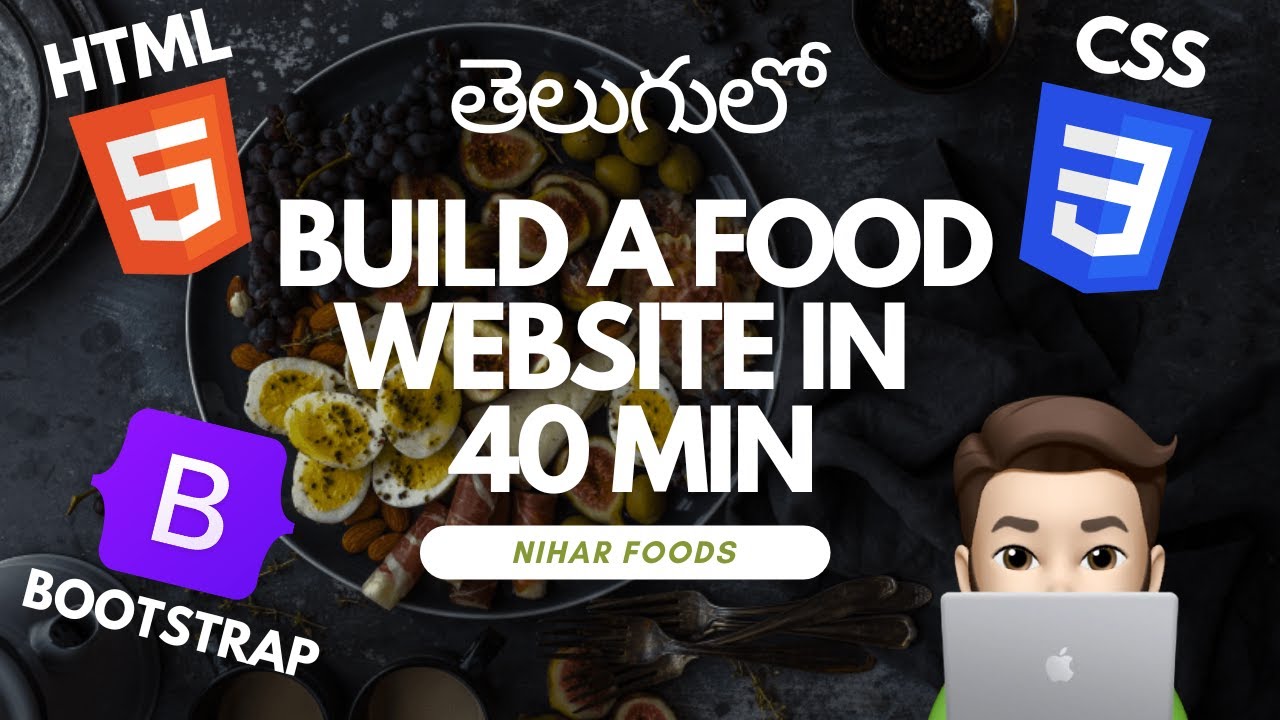 HTML
CSS
తెలుగులో
BUILD A FOOD
WEBSITE IN
40 MIN
NIHAR FOODS
B
BOOTSTRAP